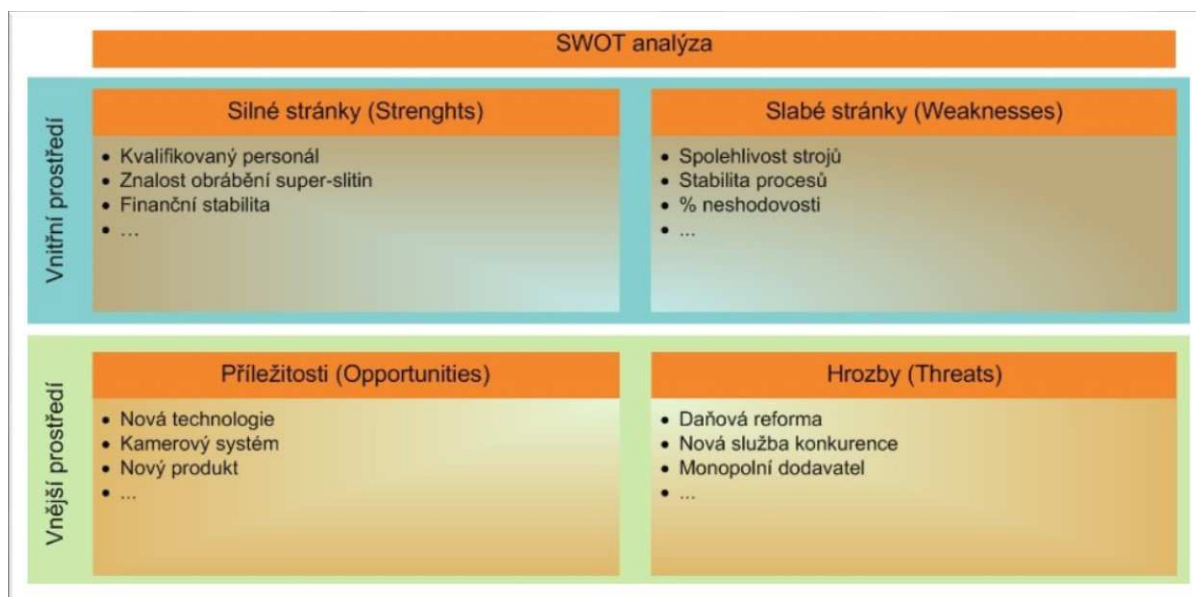 SWOT analýza
Vnitřní prostředí
Silné stránky (Strenghts)
• Kvalifikovaný personál
• Znalost obrábění super-slitin
• Finanční stabilita
• ...
Slabé stránky (Weaknesses)
• Spolehlivost strojů
• Stabilita procesů
• % neshodovosti
• ...
Vnější prostředí
Příležitosti (Opportunities)
• Nová technologie
• Kamerový systém
• Nový produkt
• ...
Hrozby (Threats)
• Daňová reforma
• Nová služba konkurence
• Monopolní dodavatel
• ...